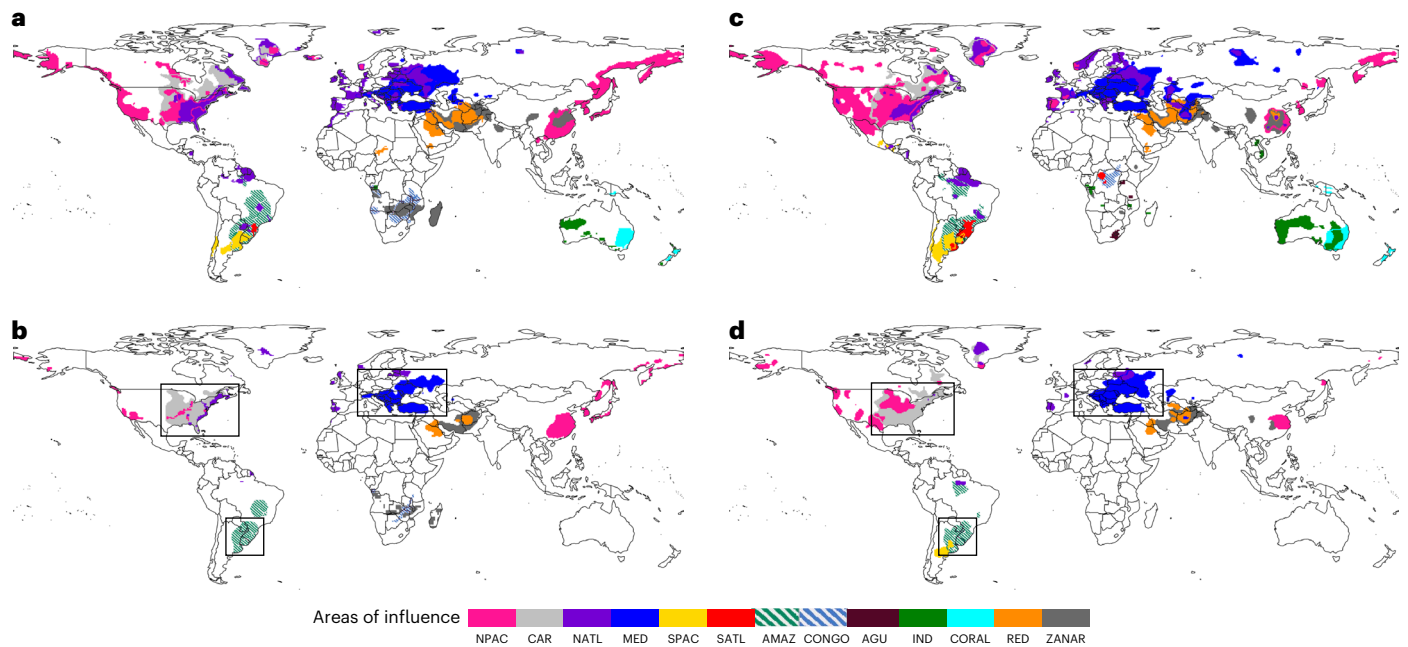 a
c
b
d
Areas of influence
NPAC CAR NATL MED SPAC SATL AMAZ CONGO AGU IND CORAL RED ZANAR